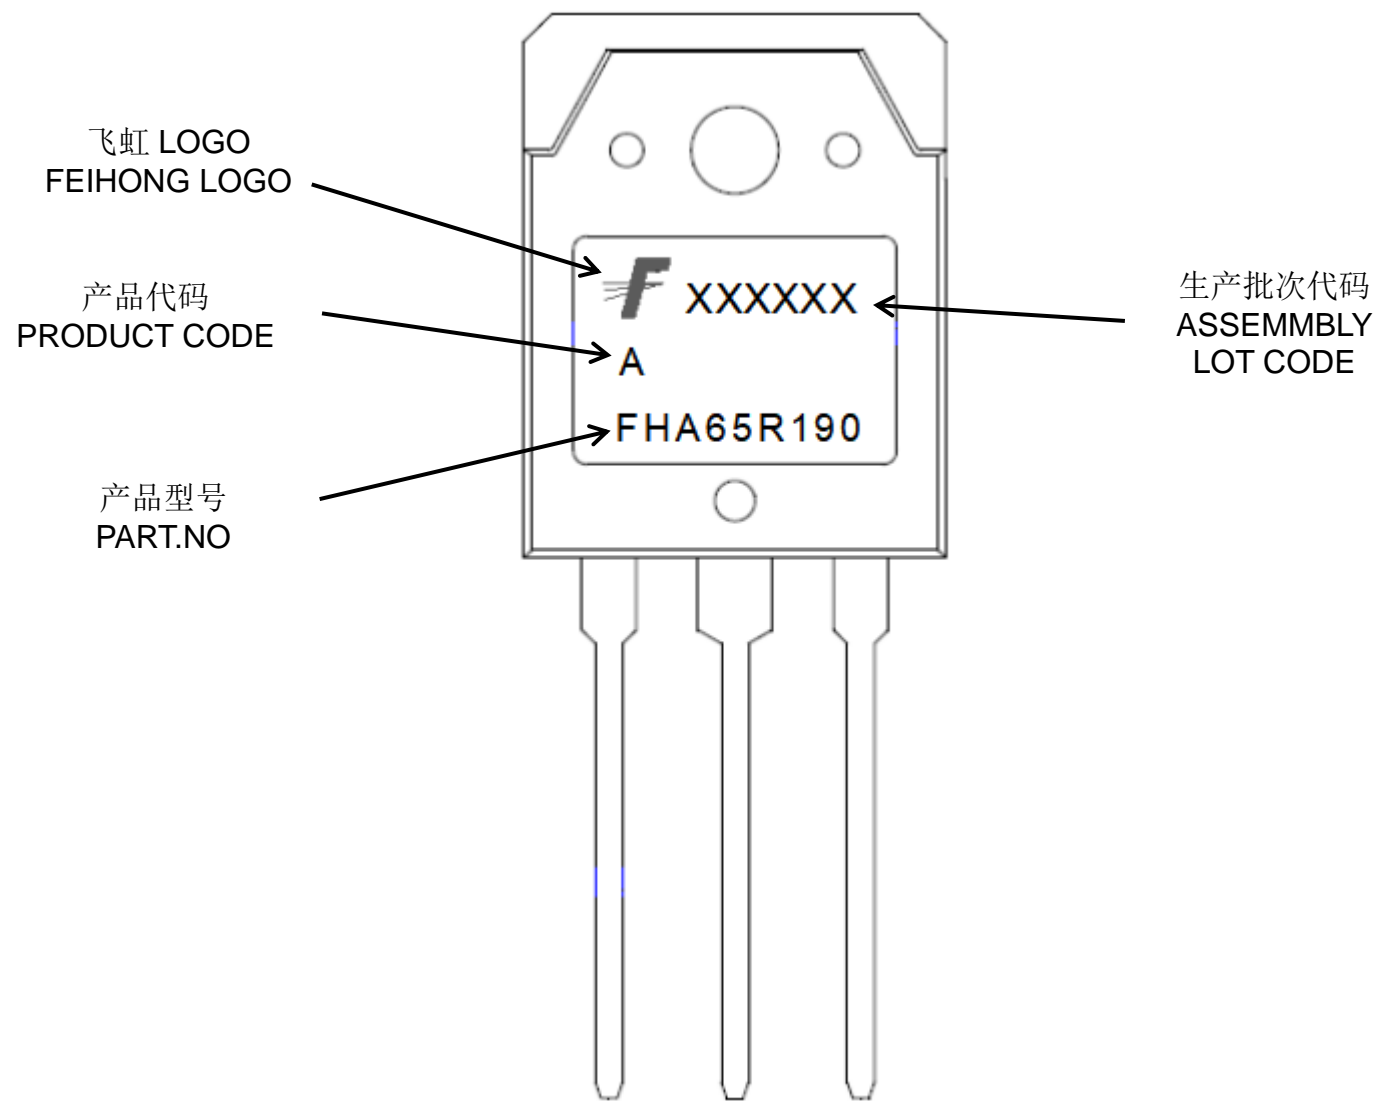 飞虹 LOGO
FEIHONG LOGO
产品代码
PRODUCT CODE
产品型号
PART.NO
XXXXXX
A
FHA65R190
生产批次代码
ASSEMMBLY
LOT CODE